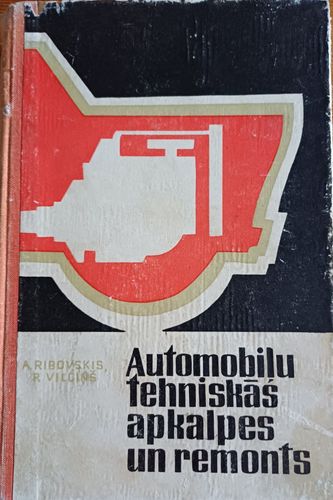 A. RIBOVSKIS,
R. VILCIŅŠ
Automobiļu
tehniskās
apkalpes
un remonts